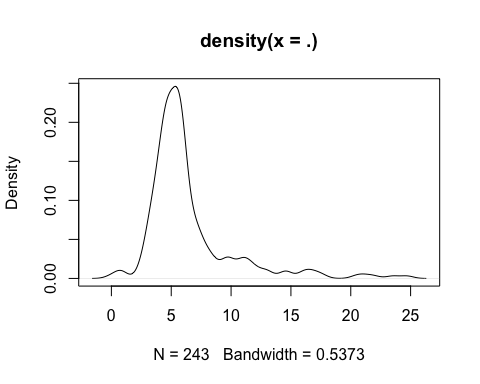 density(x = .)
Density
0.20
0.10
0.00
0 5 10 15 20 25
N = 243 Bandwidth = 0.5373